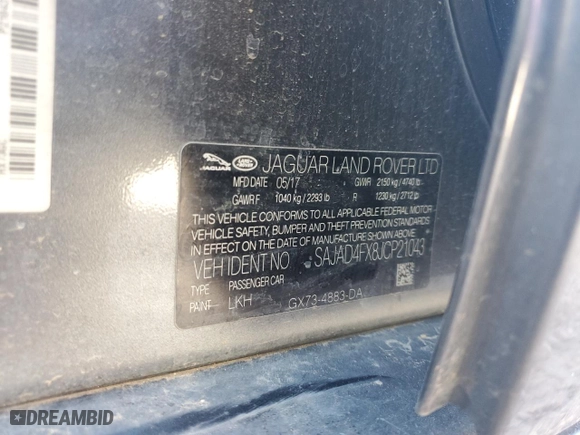 JAGUAR LAND ROVER JAGUAR LAND ROVER LTD
MFD DATE 05/17 GVWR 2150 kg / 4740 lb
GAWR F 1040 kg / 2293 lb R 1230 kg / 2712 lb
THIS VEHICLE CONFORMS TO ALL APPLICABLE FEDERAL MOTOR
VEHICLE SAFETY, BUMPER AND THEFT PREVENTION STANDARDS
IN EFFECT ON THE DATE OF MANUFACTURE SHOWN ABOVE
VEH IDENT NO SAJAD4FX8JCP21043
TYPE PASSENGER CAR
PAINT LKH GX73-4883-DA
DREAMBID